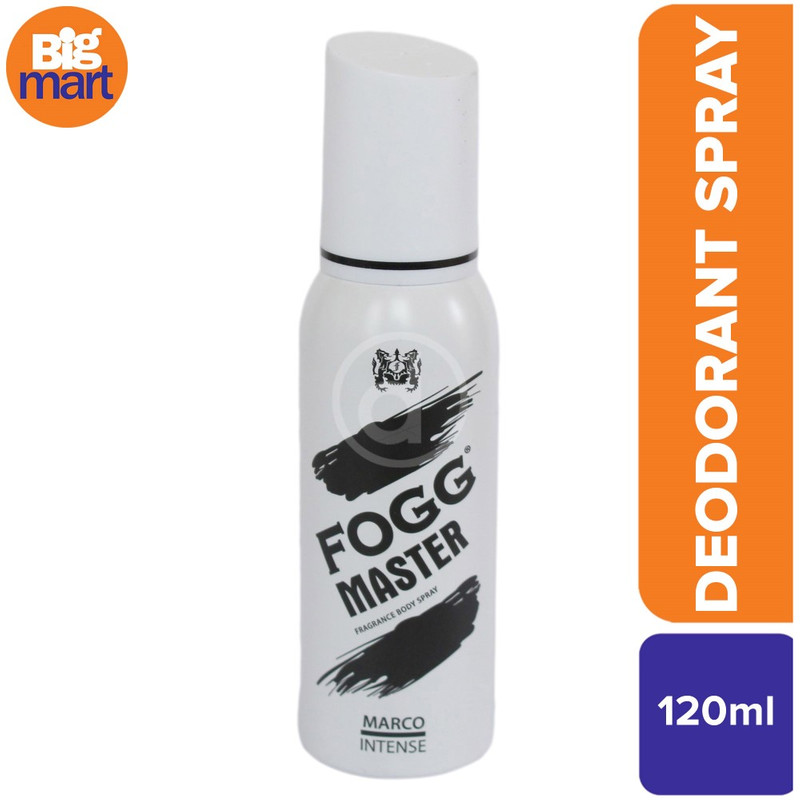 Big
mart
FOGG®
MASTER
FRAGRANCE BODY SPRAY
MARCO
INTENSE
DEODORANT SPRAY
120ml